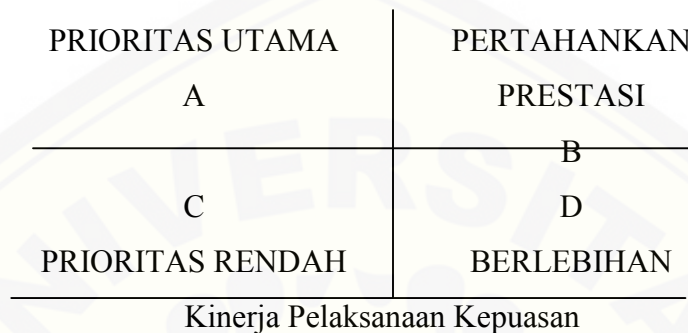 PRIORITAS UTAMA
A
PERTAHANKAN
PRESTASI
B
C
PRIORITAS RENDAH
D
BERLEBIHAN
Kinerja Pelaksanaan Kepuasan